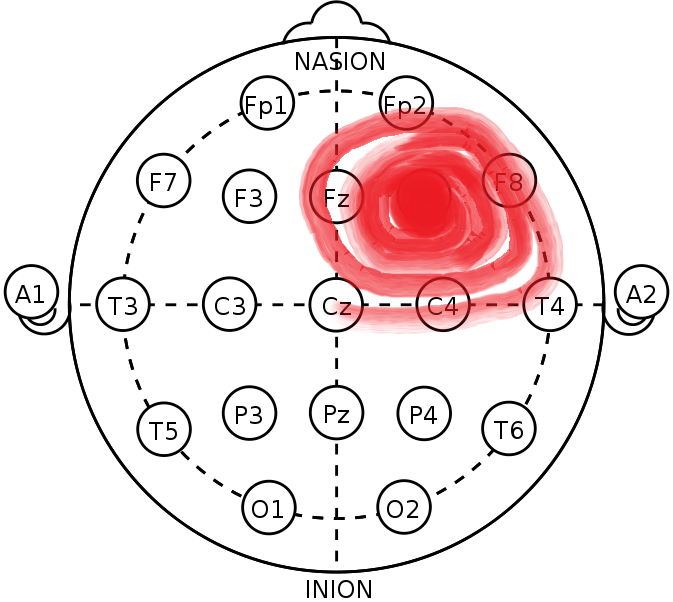 NASION
Fp1 Fp2
F7 F3 Fz F8
A1 T3 C3 Cz C4 T4 A2
T5 P3 Pz P4 T6
O1 O2
INION